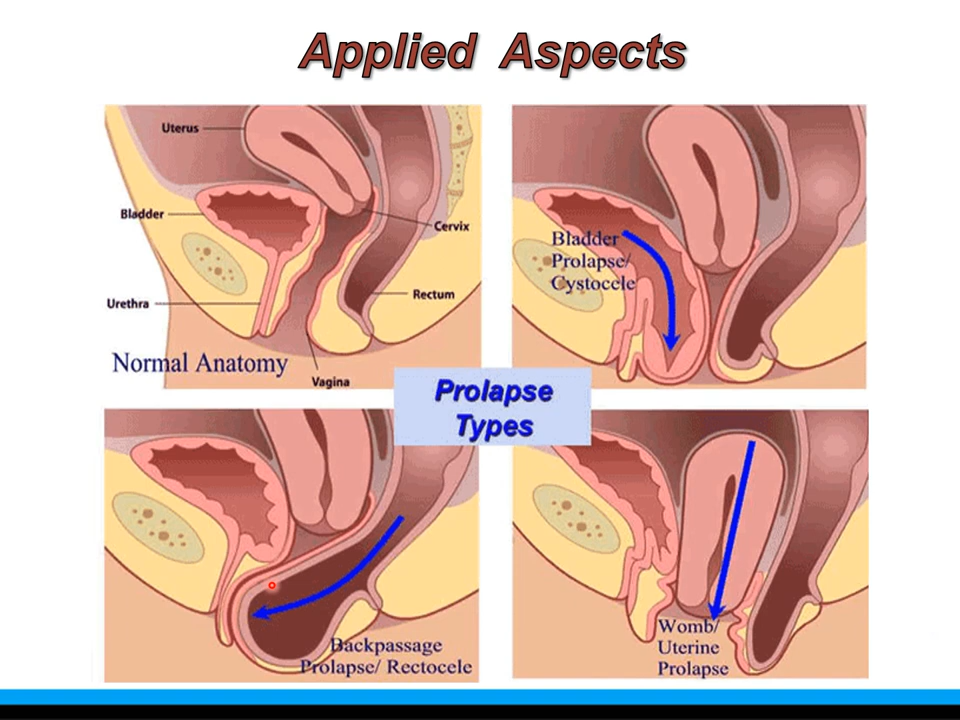 Applied Aspects
Uterus
Bladder
Cervix
Urethra
Rectum
Normal Anatomy
Vagina
Bladder
Prolapse/
Cystocele
Prolapse
Types
Backpassage
Prolapse/ Rectocele
Womb/
Uterine
Prolapse